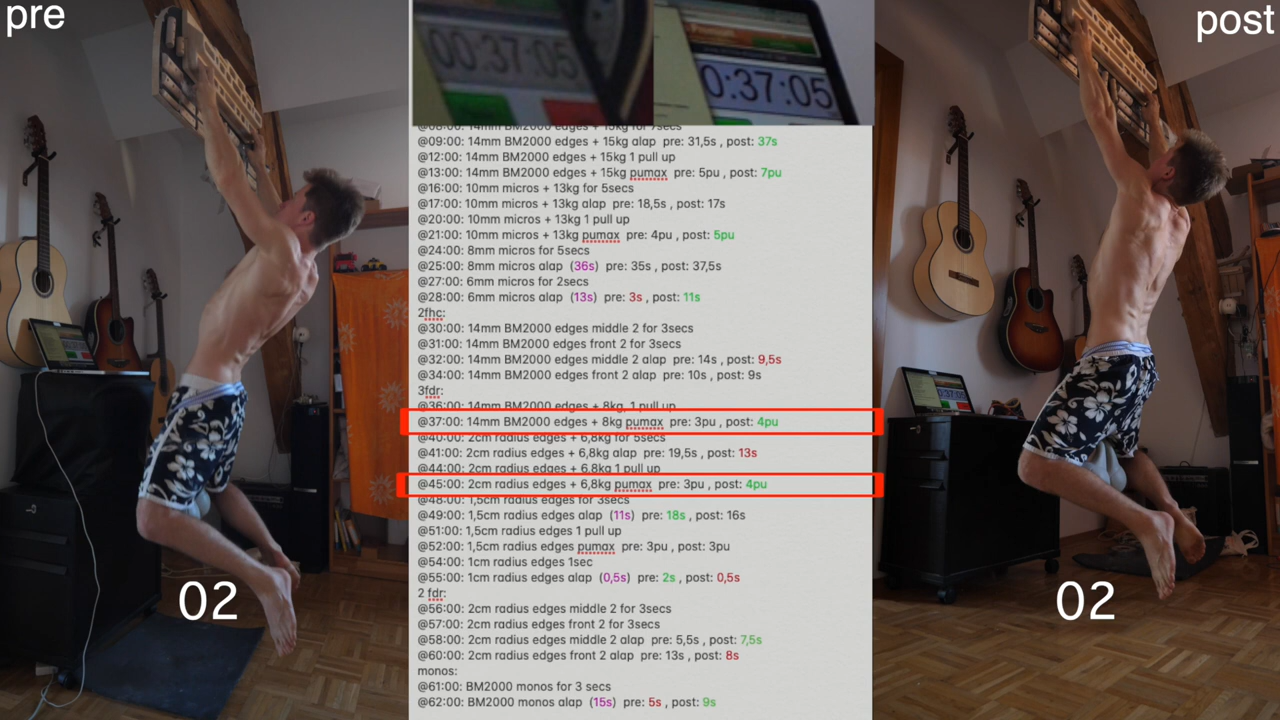 pre
post
00:37:05
0:37:05
@09:00: 14mm BM2000 edges + 15kg alap pre: 31,5s , post: 37s
@12:00: 14mm BM2000 edges + 15kg 1 pull up
@13:00: 14mm BM2000 edges + 15kg pumax pre: 5pu , post: 7pu
@16:00: 10mm micros + 13kg for 5secs
@17:00: 10mm micros + 13kg alap pre: 18,5s , post: 17s
@20:00: 10mm micros + 13kg 1 pull up
@21:00: 10mm micros + 13kg pumax pre: 4pu , post: 5pu
@24:00: 8mm micros for 5secs
@25:00: 8mm micros alap (36s) pre: 35s , post: 37,5s
@27:00: 6mm micros for 2secs
@28:00: 6mm micros alap (13s) pre: 3s , post: 11s
2fhc:
@30:00: 14mm BM2000 edges middle 2 for 3secs
@31:00: 14mm BM2000 edges front 2 for 3secs
@32:00: 14mm BM2000 edges middle 2 alap pre: 14s , post: 9,5s
@34:00: 14mm BM2000 edges front 2 alap pre: 10s , post: 9s
3fdr:
@36:00: 14mm BM2000 edges + 8kg, 1 pull up
@37:00: 14mm BM2000 edges + 8kg pumax pre: 3pu , post: 4pu
@40:00: 2cm radius edges + 6,8kg for 5secs
@41:00: 2cm radius edges + 6,8kg alap pre: 19,5s , post: 13s
@44:00: 2cm radius edges + 6,8kg 1 pull up
@45:00: 2cm radius edges + 6,8kg pumax pre: 3pu , post: 4pu
@48:00: 1,5cm radius edges for 3secs
@49:00: 1,5cm radius edges alap (11s) pre: 18s , post: 16s
@51:00: 1,5cm radius edges 1 pull up
@52:00: 1,5cm radius edges pumax pre: 3pu , post: 3pu
@54:00: 1cm radius edges 1sec
@55:00: 1cm radius edges alap (0,5s) pre: 2s , post: 0,5s
2 fdr:
@56:00: 2cm radius edges middle 2 for 3secs
@57:00: 2cm radius edges front 2 for 3secs
@58:00: 2cm radius edges middle 2 alap pre: 5,5s , post: 7,5s
@60:00: 2cm radius edges front 2 alap pre: 13s , post: 8s
monos:
@61:00: BM2000 monos for 3 secs
@62:00: BM2000 monos alap (15s) pre: 5s , post: 9s
02
02